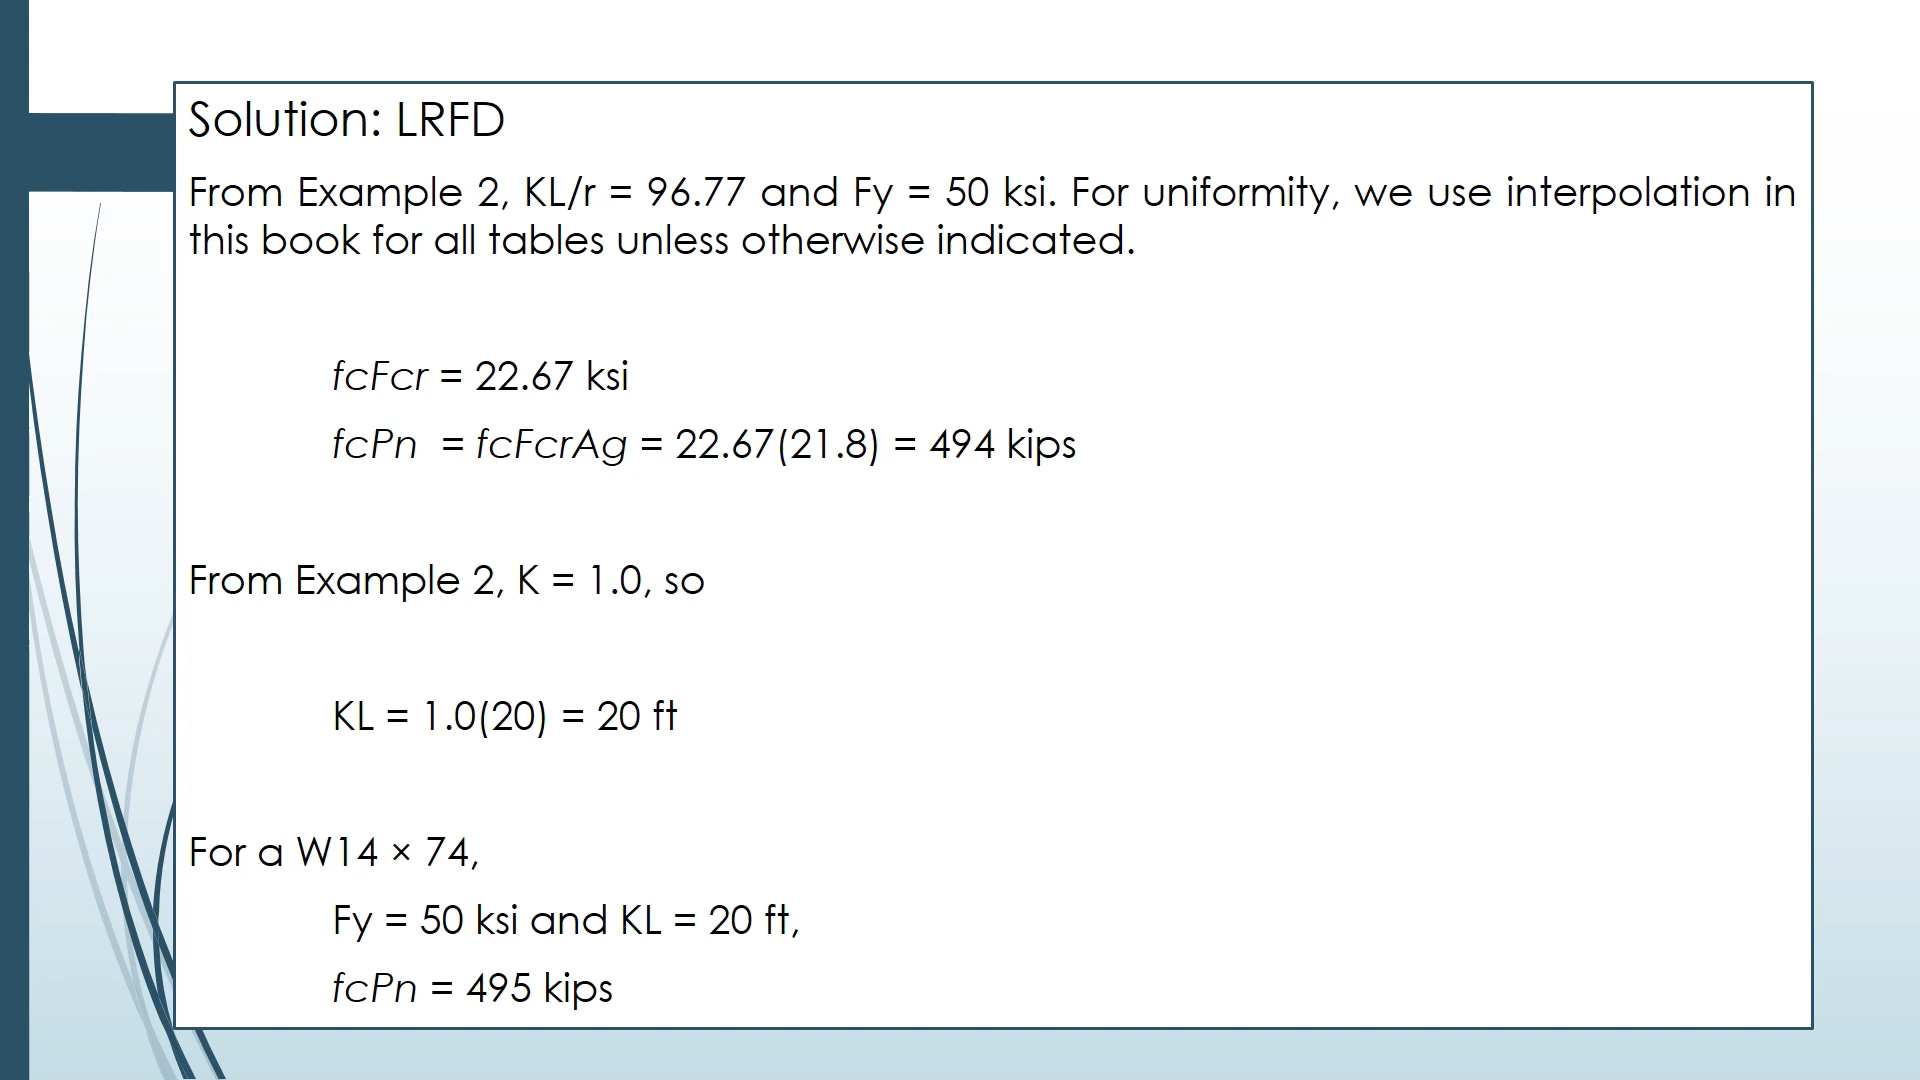 Solution: LRFD
From Example 2, KL/r = 96.77 and Fy = 50 ksi. For uniformity, we use interpolation in
this book for all tables unless otherwise indicated.
fcFcr = 22.67 ksi
fcPn = fcFcrAg = 22.67(21.8) = 494 kips
From Example 2, K = 1.0, so
KL = 1.0(20) = 20 ft
For a W14 × 74,
Fy = 50 ksi and KL = 20 ft,
fcPn = 495 kips